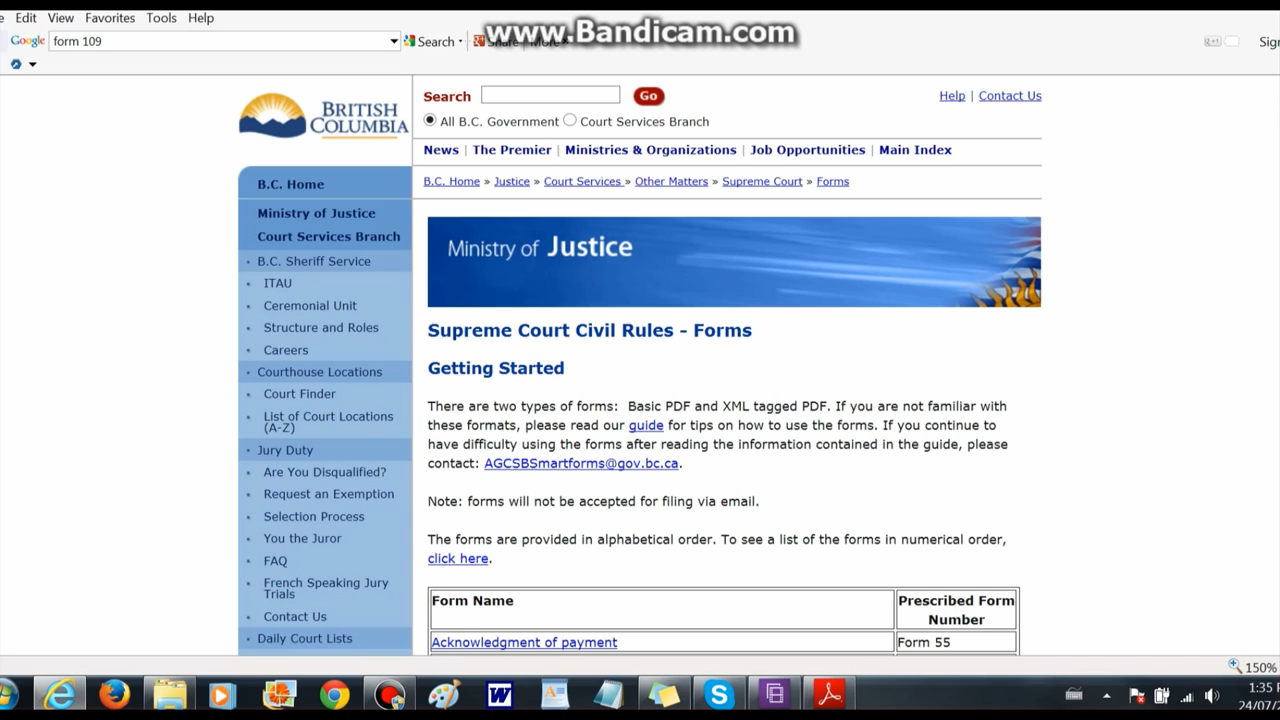 Edit View Favorites Tools Help
www.Bandicam.com
Google form 109 Search Share More
Search Go Help | Contact Us
All B.C. Government Court Services Branch
News | The Premier | Ministries & Organizations | Job Opportunities | Main Index
B.C. Home » Justice » Court Services » Other Matters » Supreme Court » Forms
BRITISH
COLUMBIA
B.C. Home
Ministry of Justice
Court Services Branch
B.C. Sheriff Service
ITAU
Ceremonial Unit
Structure and Roles
Careers
Courthouse Locations
Court Finder
List of Court Locations
(A-Z)
Jury Duty
Are You Disqualified?
Request an Exemption
Selection Process
You the Juror
FAQ
French Speaking Jury
Trials
Contact Us
Daily Court Lists
Ministry of Justice
Supreme Court Civil Rules - Forms
Getting Started
There are two types of forms: Basic PDF and XML tagged PDF. If you are not familiar with
these formats, please read our guide for tips on how to use the forms. If you continue to
have difficulty using the forms after reading the information contained in the guide, please
contact: AGCSBSmartforms@gov.bc.ca.
Note: forms will not be accepted for filing via email.
The forms are provided in alphabetical order. To see a list of the forms in numerical order,
click here.
Form Name Prescribed Form
Number
Acknowledgment of payment Form 55
150%
1:35
24/07/2